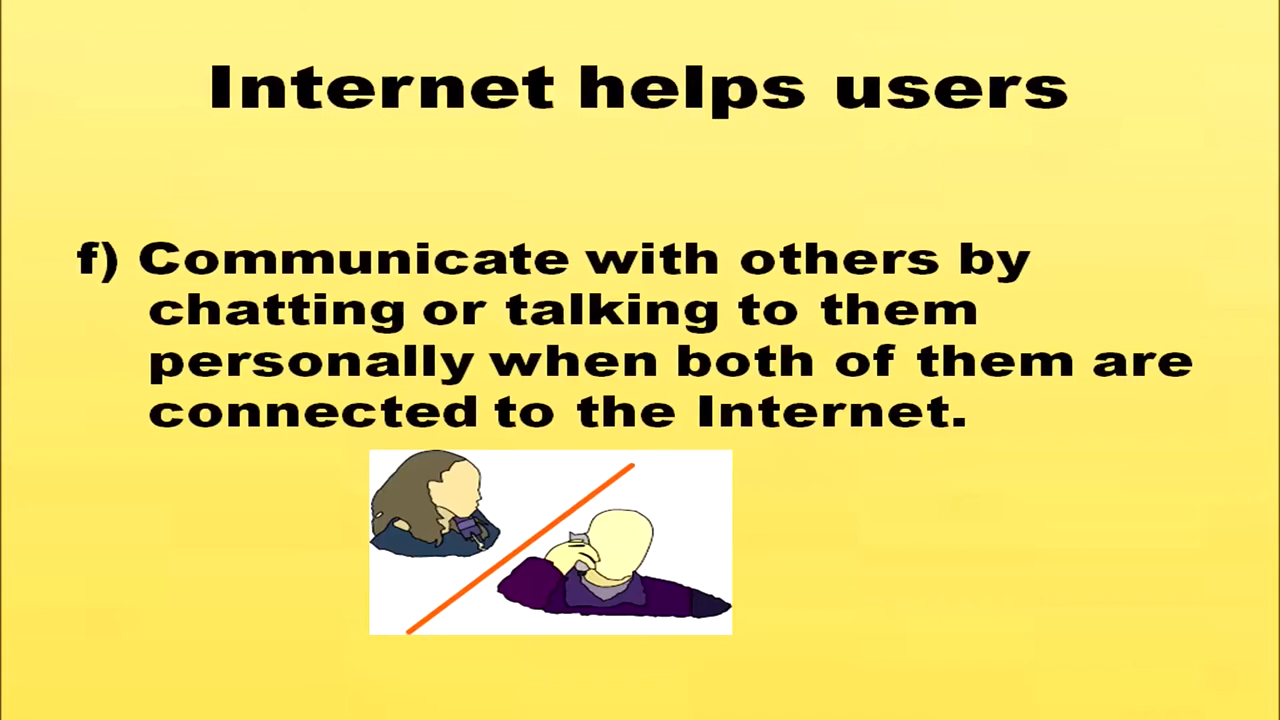 Internet helps users
f) Communicate with others by
chatting or talking to them
personally when both of them are
connected to the Internet.